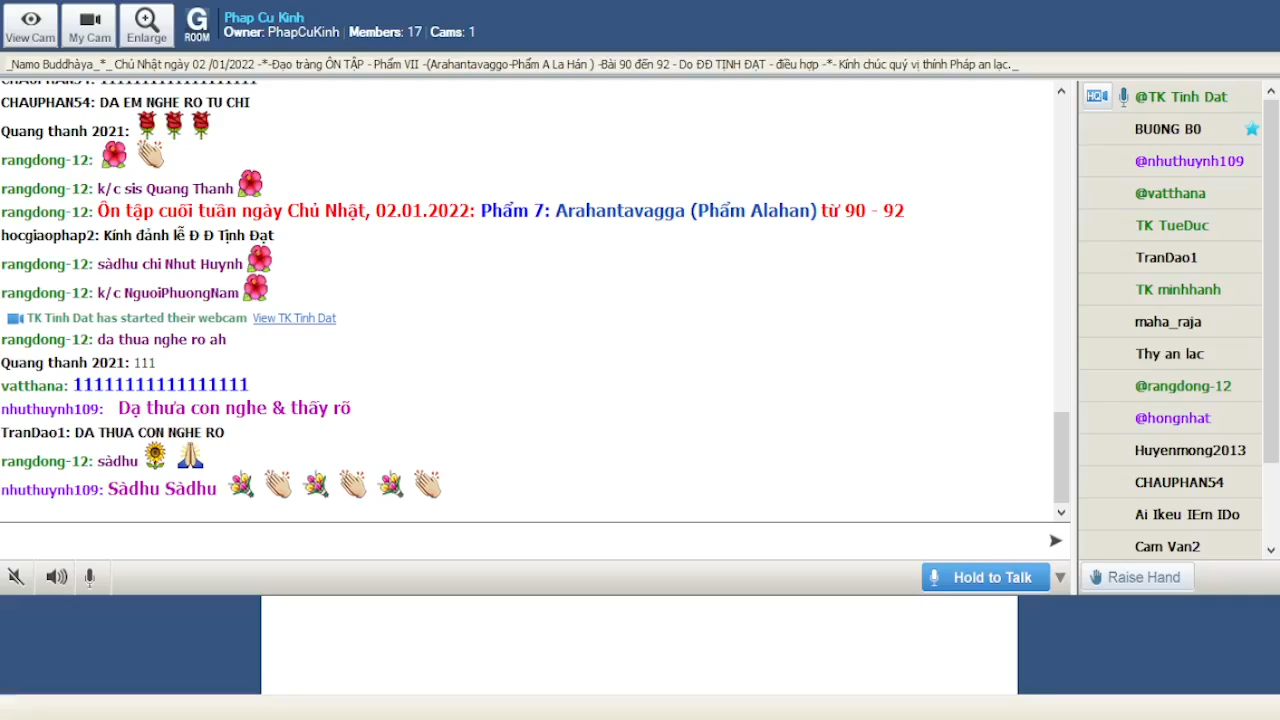 View Cam
My Cam
Enlarge
G
ROOM
Phap Cu Kinh
Owner: PhapCuKinh | Members: 17 | Cams: 1
_Namo Buddhàya_*_ Chủ Nhật ngày 02 /01/2022 -*-Đạo tràng ÔN TẬP - Phẩm VII -(Arahantavaggo-Phẩm A La Hán ) -Bài 90 đến 92 - Do ĐĐ TỊNH ĐẠT - điều hợp -*- Kính chúc quý vị thính Pháp an lạc._
CHAUPHAN54: DA EM NGHE RO TU CHI
Quang thanh 2021:
rangdong-12:
rangdong-12: k/c sis Quang Thanh
rangdong-12: Ôn tập cuối tuần ngày Chủ Nhật, 02.01.2022: Phẩm 7: Arahantavagga (Phẩm Alahan) từ 90 - 92
hocgiaophap2: Kính đảnh lễ Đ Đ Tịnh Đạt
rangdong-12: sàdhu chi Nhut Huynh
rangdong-12: k/c NguoiPhuongNam
TK Tinh Dat has started their webcam View TK Tinh Dat
rangdong-12: da thua nghe ro ah
Quang thanh 2021: 111
vatthana: 11111111111111111
nhuthuynh109: Dạ thưa con nghe & thấy rõ
TranDao1: DA THUA CON NGHE RO
rangdong-12: sàdhu
nhuthuynh109: Sàdhu Sàdhu
Hold to Talk
HQ
@TK Tinh Dat
BU0NG B0
@nhuthuynh109
@vatthana
TK TueDuc
TranDao1
TK minhhanh
maha_raja
Thy an lac
@rangdong-12
@hongnhat
Huyenmong2013
CHAUPHAN54
Ai Ikeu IEm IDo
Cam Van2
Raise Hand